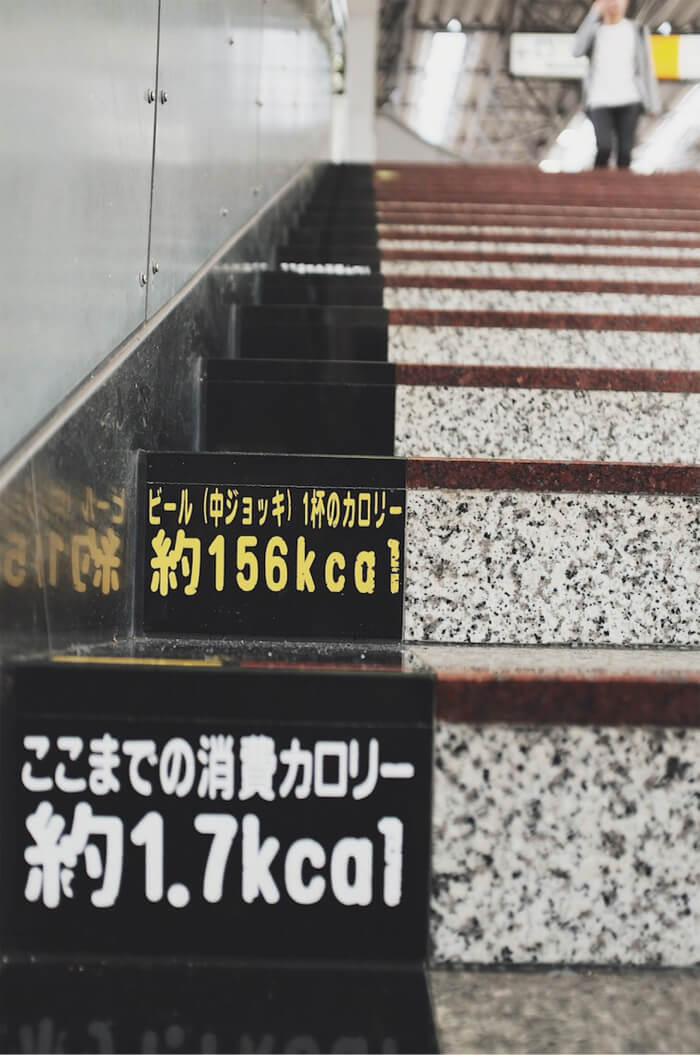 ビール（中ジョッキ）1杯のカロリー
約156kcal
ここまでの消費カロリー
約1.7kcal